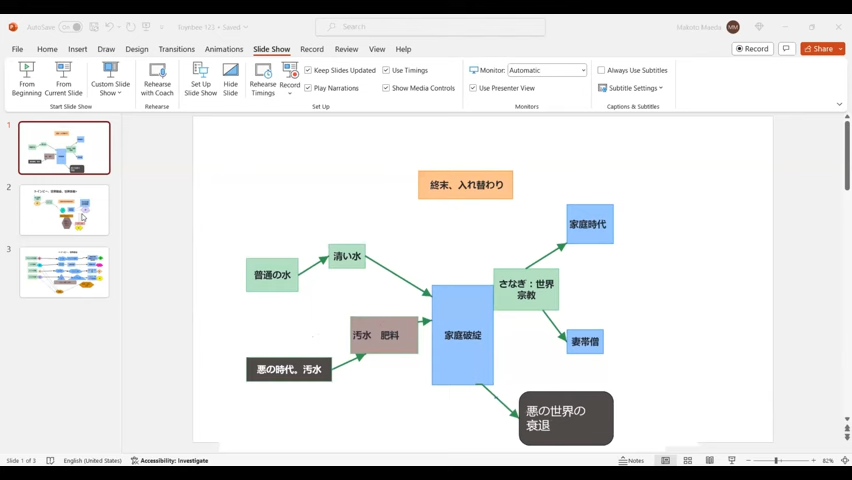 AutoSave
Off
Toynbee 123 • Saved
Search
Makoto Maeda
MM
File Home Insert Draw Design Transitions Animations Slide Show Record Review View Help
Record
Share
From Beginning
From Current Slide
Custom Slide Show
Rehearse with Coach
Set Up Slide Show
Hide Slide
Rehearse Timings
Record
Keep Slides Updated
Play Narrations
Use Timings
Show Media Controls
Monitor: Automatic
Use Presenter View
Always Use Subtitles
Subtitle Settings
Start Slide Show
Rehearse
Set Up
Monitors
Captions & Subtitles
1
2
3
終末、入れ替わり
家庭時代
清い水
普通の水
さなぎ：世界
宗教
汚水 肥料
家庭破綻
妻帯僧
悪の時代。汚水
悪の世界の
衰退
Slide 1 of 3
English (United States)
Accessibility: Investigate
Notes
82%